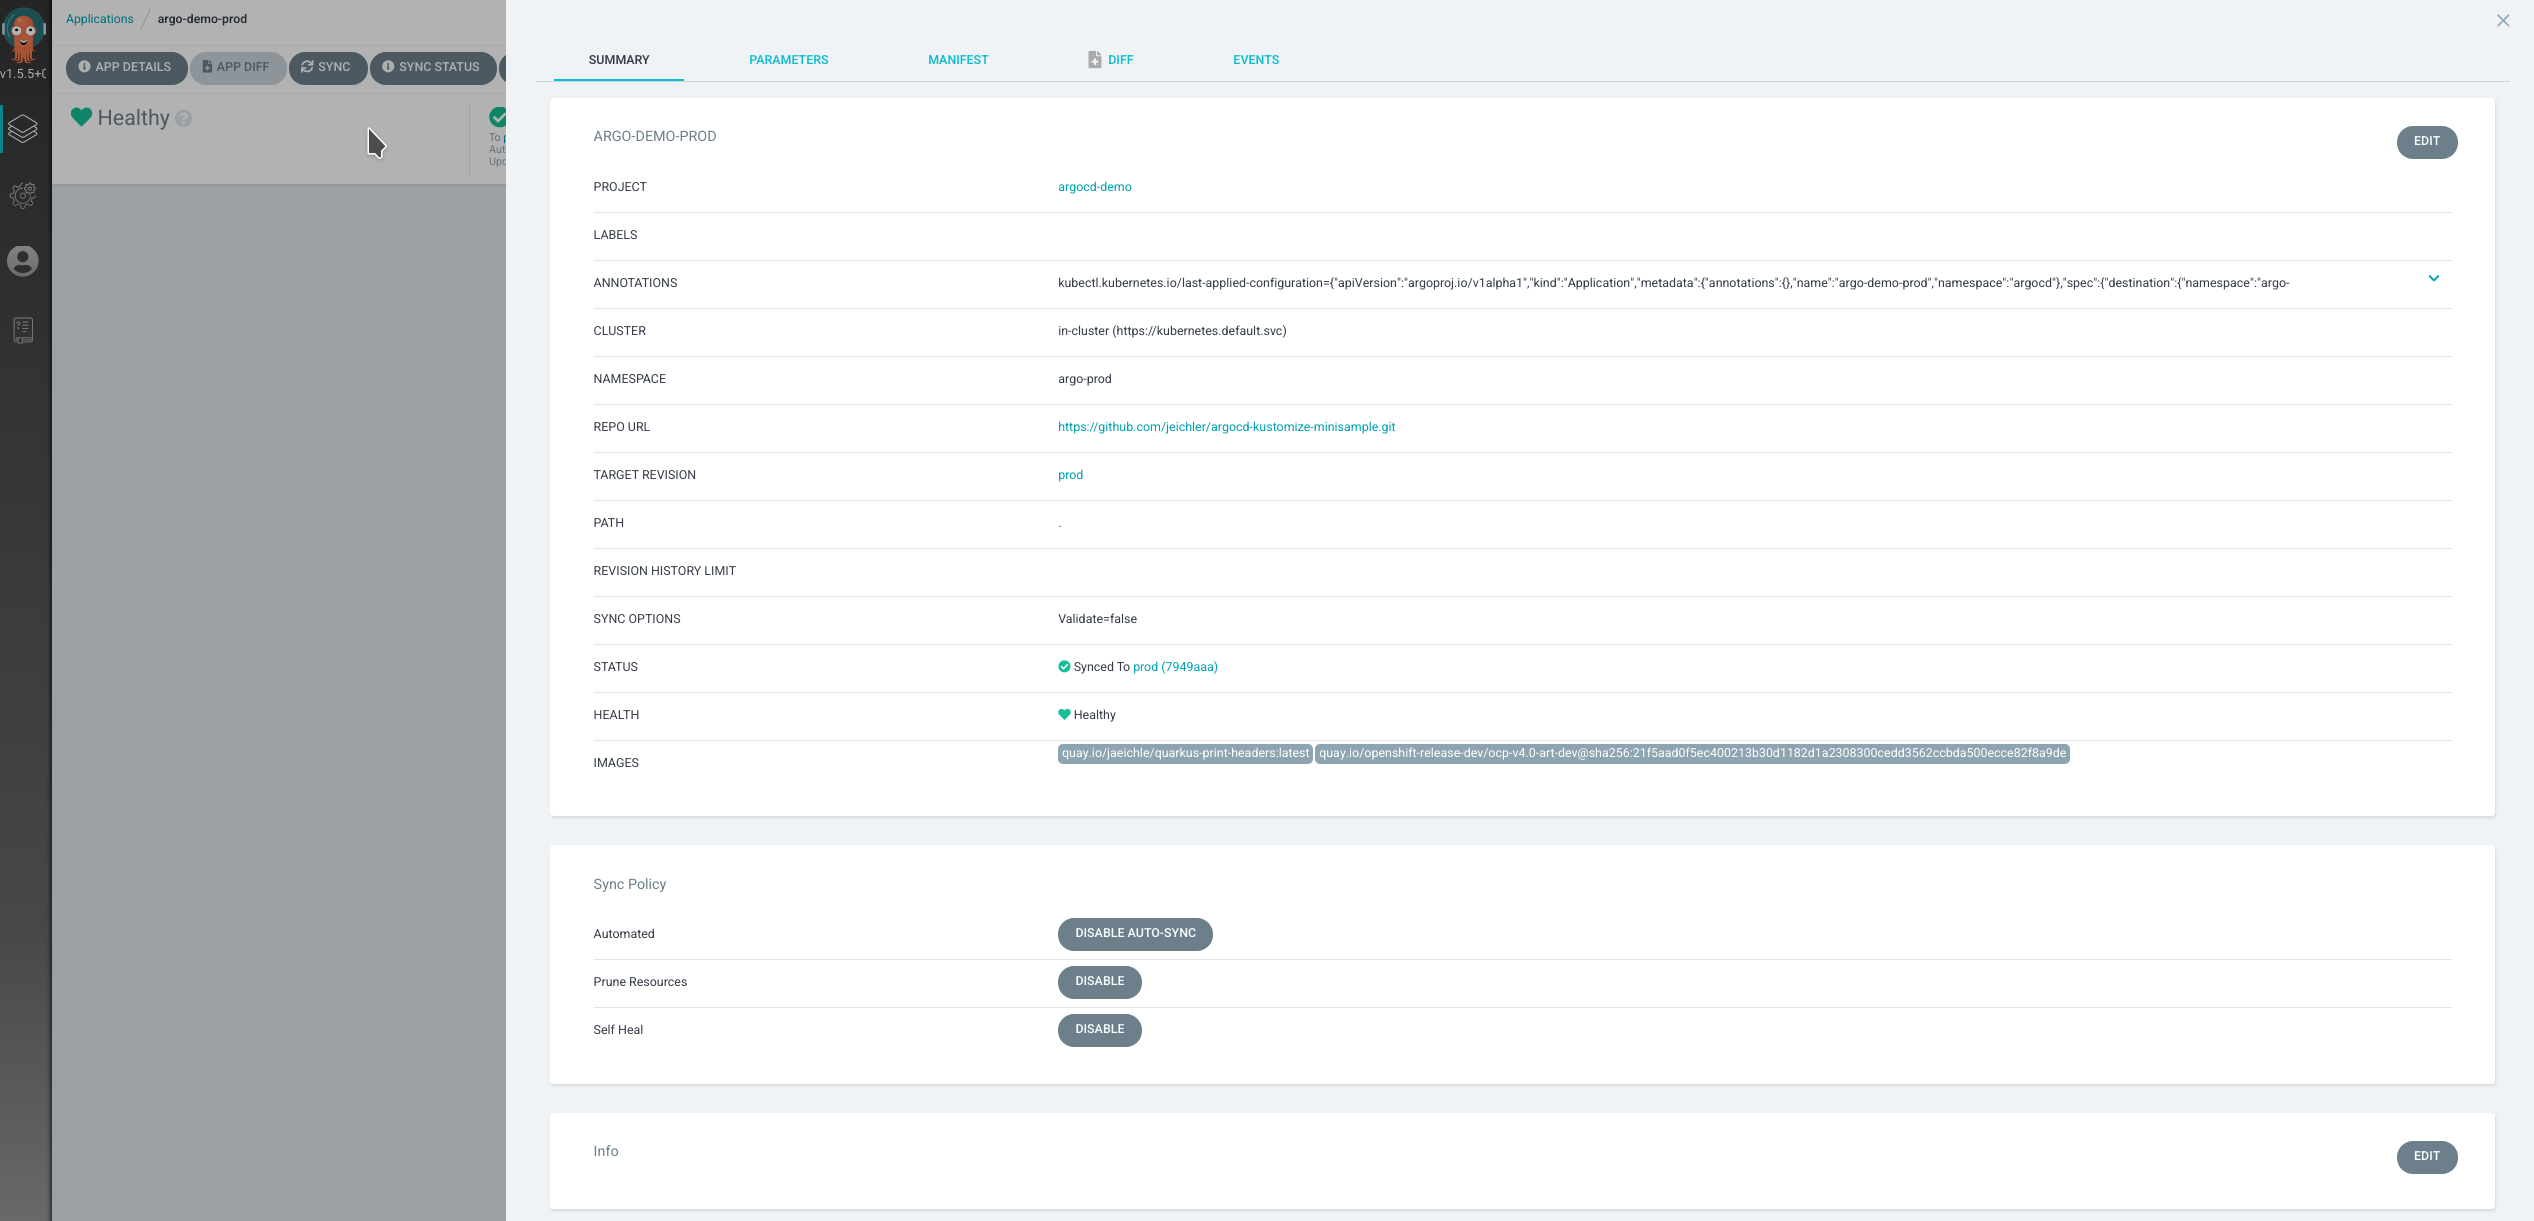 Applications / argo-demo-prod
v1.5.5+0
APP DETAILS APP DIFF SYNC SYNC STATUS
Healthy
To p
Aut
Upd
SUMMARY PARAMETERS MANIFEST DIFF EVENTS
ARGO-DEMO-PROD EDIT
PROJECT argocd-demo
LABELS
ANNOTATIONS kubectl.kubernetes.io/last-applied-configuration={"apiVersion":"argoproj.io/v1alpha1","kind":"Application","metadata":{"annotations":{},"name":"argo-demo-prod","namespace":"argocd"},"spec":{"destination":{"namespace":"argo-
CLUSTER in-cluster (https://kubernetes.default.svc)
NAMESPACE argo-prod
REPO URL https://github.com/jeichler/argocd-kustomize-minisample.git
TARGET REVISION prod
PATH .
REVISION HISTORY LIMIT
SYNC OPTIONS Validate=false
STATUS Synced To prod (7949aaa)
HEALTH Healthy
IMAGES quay.io/jaeichle/quarkus-print-headers:latest quay.io/openshift-release-dev/ocp-v4.0-art-dev@sha256:21f5aad0f5ec400213b30d1182d1a2308300cedd3562ccbda500ecce82f8a9de
Sync Policy
Automated DISABLE AUTO-SYNC
Prune Resources DISABLE
Self Heal DISABLE
Info EDIT